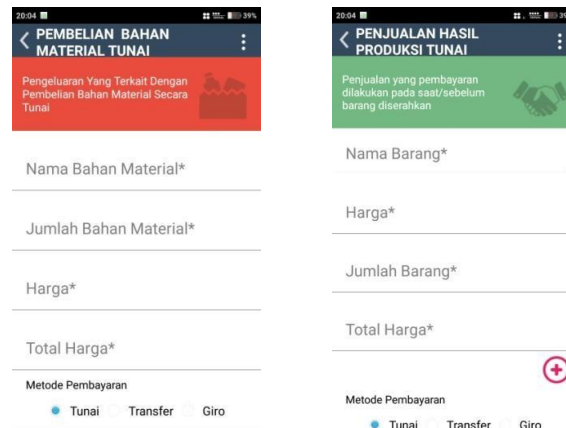 20:04
39%
PEMBELIAN BAHAN
MATERIAL TUNAI
Pengeluaran Yang Terkait Dengan
Pembelian Bahan Material Secara
Tunai
Nama Bahan Material*
Jumlah Bahan Material*
Harga*
Total Harga*
Metode Pembayaran
Tunai Transfer Giro
20:04
39
PENJUALAN HASIL
PRODUKSI TUNAI
Penjualan yang pembayaran
dilakukan pada saat/sebelum
barang diserahkan
Nama Barang*
Harga*
Jumlah Barang*
Total Harga*
Metode Pembayaran
Tunai Transfer Giro